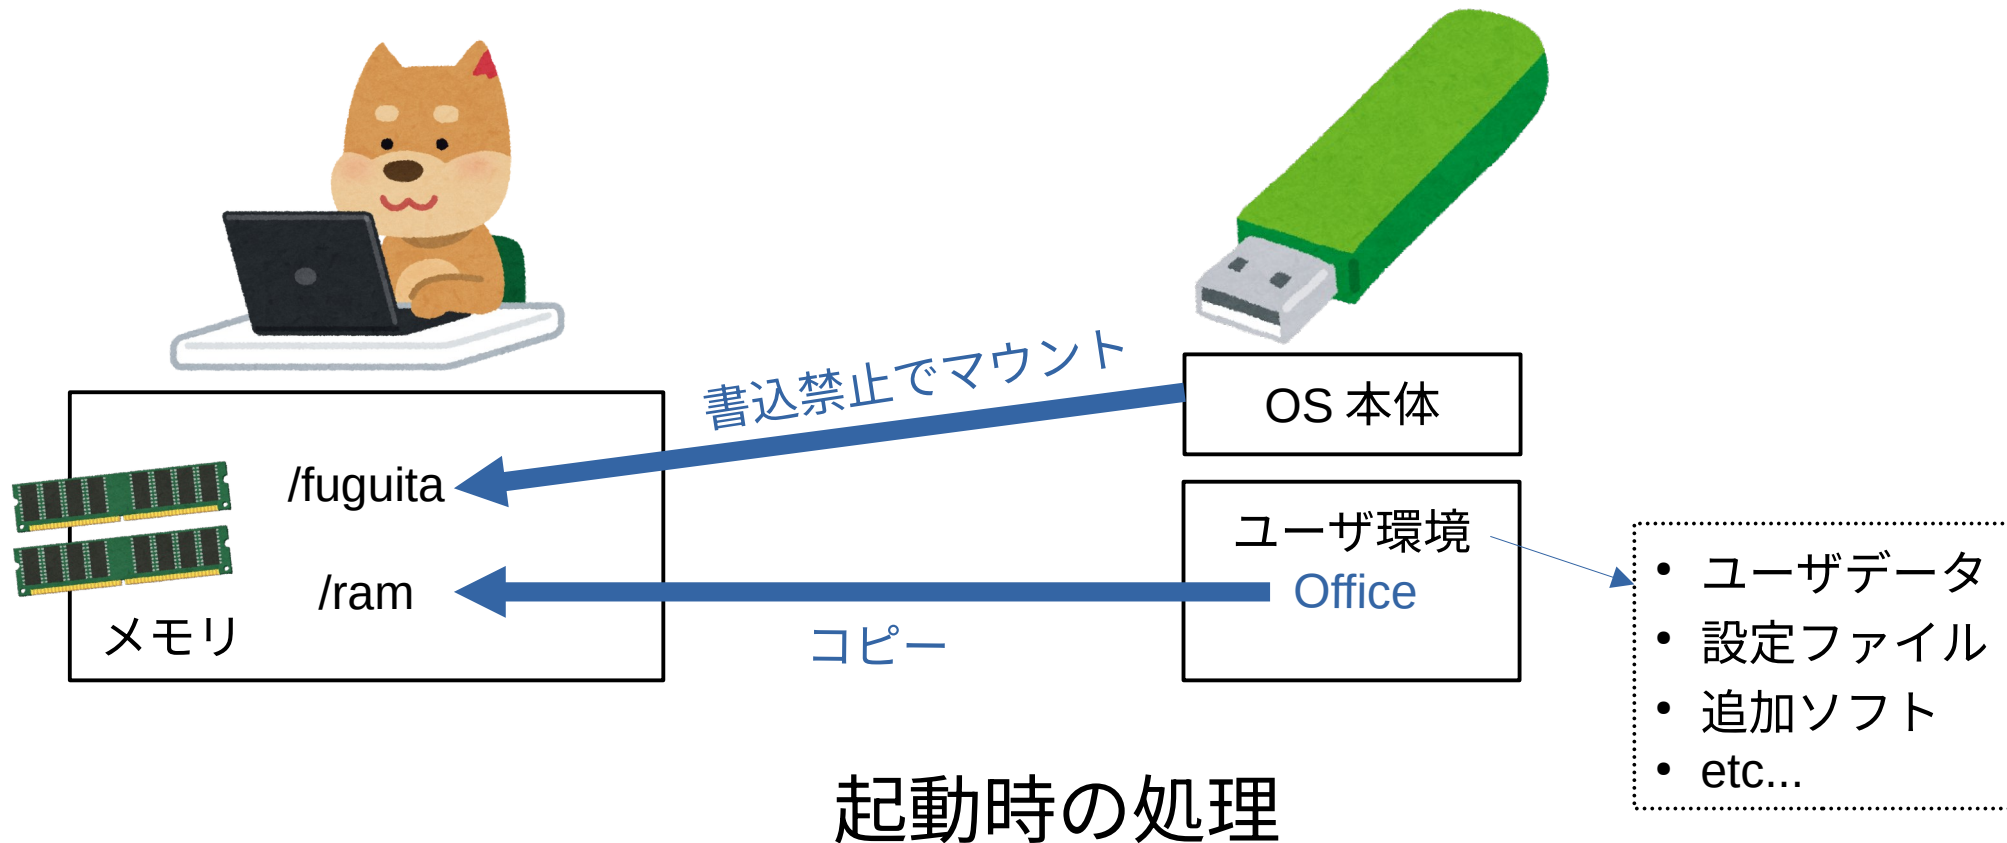 書込禁止でマウント
OS 本体
/fuguita
ユーザ環境
Office
/ram
メモリ
コピー
• ユーザデータ
• 設定ファイル
• 追加ソフト
• etc...
起動時の処理